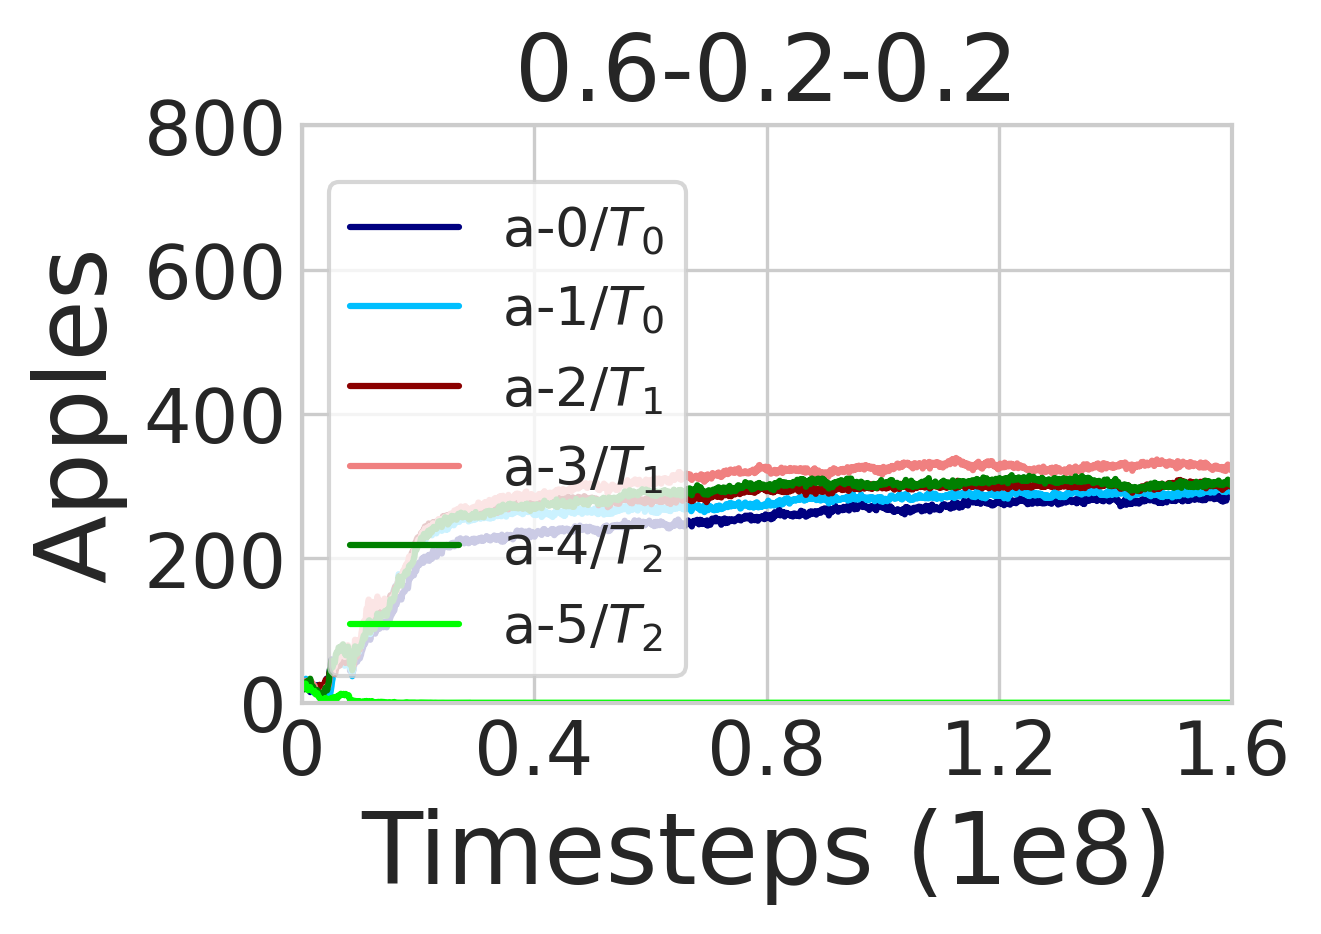 0.6-0.2-0.2
800
600
400
200
0
Apples
a-0/T₀
a-1/T₀
a-2/T₁
a-3/T₁
a-4/T₂
a-5/T₂
0 0.4 0.8 1.2 1.6
Timesteps (1e8)